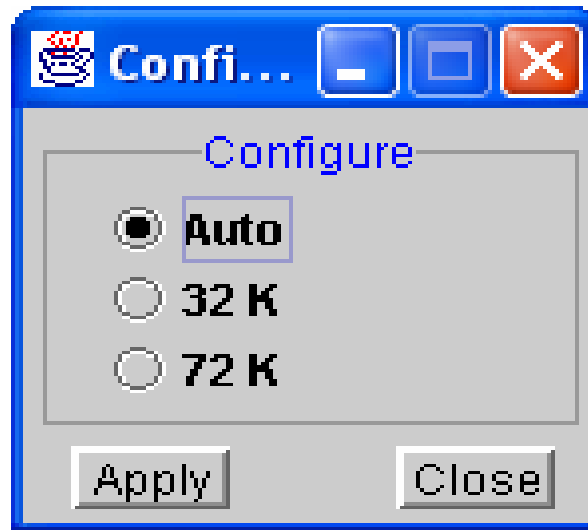 Confi...
Configure
Auto
32 K
72 K
Apply Close